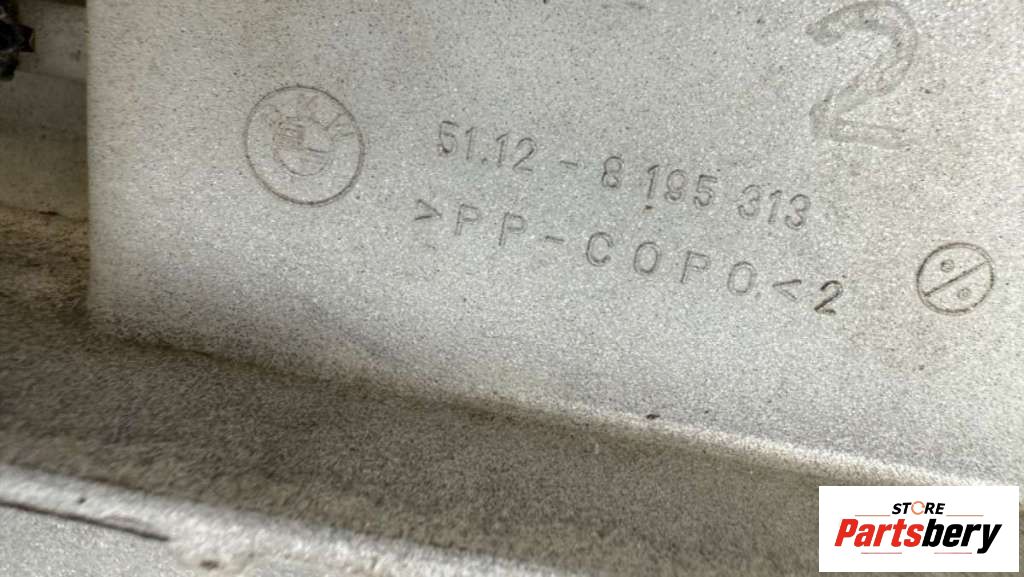 2
51.12 - 8 195 313
>PP-COPO.<2
STORE
Partsbery